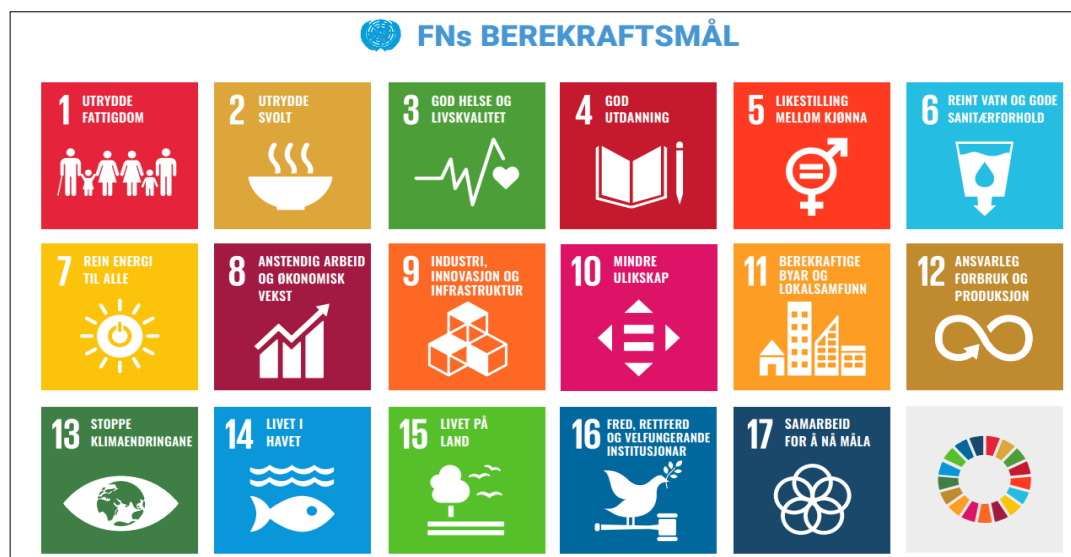 FNs BEREKRAFTSMÅL
1 UTRYDDE
FATTIGDOM
2 UTRYDDE
SVOLT
3 GOD HELSE OG
LIVSKVALITET
4 GOD
UTDANNING
5 LIKESTILLING
MELLOM KJØNNA
6 REINT VATN OG GODE
SANITÆRFORHOLD
7 REIN ENERGI
TIL ALLE
8 ANSTENDIG ARBEID
OG ØKONOMISK
VEKST
9 INDUSTRI,
INNOVASJON OG
INFRASTRUKTUR
10 MINDRE
ULIKSKAP
11 BEREKRAFTIGE
BYAR OG
LOKALSAMFUNN
12 ANSVARLEG
FORBRUK OG
PRODUKSJON
13 STOPPE
KLIMAENDRINGANE
14 LIVET I
HAVET
15 LIVET PÅ
LAND
16 FRED, RETTFERD
OG VELFUNGERANDE
INSTITUSJONAR
17 SAMARBEID
FOR Å NÅ MÅLA